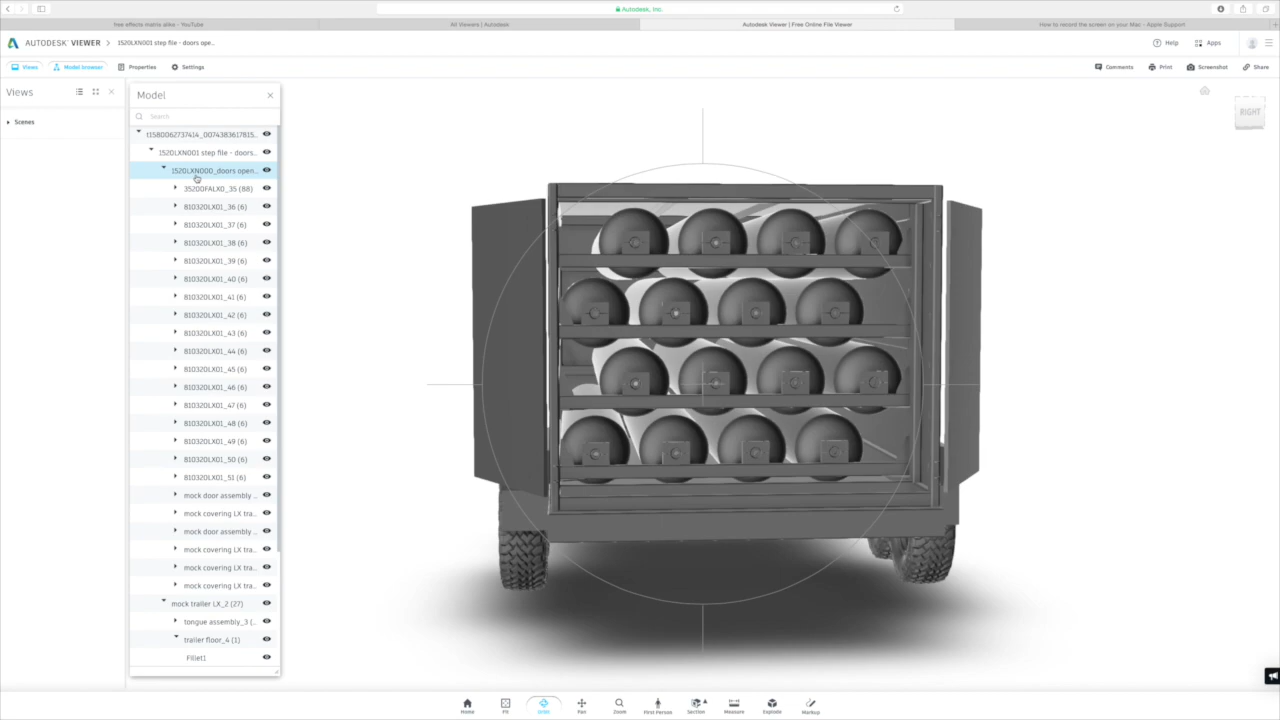 Autodesk, Inc.
free effects matrix alike - YouTube
All Viewers | Autodesk
Autodesk Viewer | Free Online File Viewer
How to record the screen on your Mac - Apple Support
AUTODESK VIEWER > 1520LXN001 step file - doors ope...
Help
Apps
Views
Model browser
Properties
Settings
Comments
Print
Screenshot
Share
Views
Scenes
Model
Search
t1580062737414_0074383617815...
1520LXN001 step file - doors...
1520LXN000_doors open...
35200FALX0_35 (88)
810320LX01_36 (6)
810320LX01_37 (6)
810320LX01_38 (6)
810320LX01_39 (6)
810320LX01_40 (6)
810320LX01_41 (6)
810320LX01_42 (6)
810320LX01_43 (6)
810320LX01_44 (6)
810320LX01_45 (6)
810320LX01_46 (6)
810320LX01_47 (6)
810320LX01_48 (6)
810320LX01_49 (6)
810320LX01_50 (6)
810320LX01_51 (6)
mock door assembly ...
mock covering LX tra...
mock door assembly ...
mock covering LX tra...
mock covering LX tra...
mock covering LX tra...
mock trailer LX_2 (27)
tongue assembly_3 (...
trailer floor_4 (1)
Fillet1
RIGHT
Home
Fit
Orbit
Pan
Zoom
First Person
Section
Measure
Explode
Markup